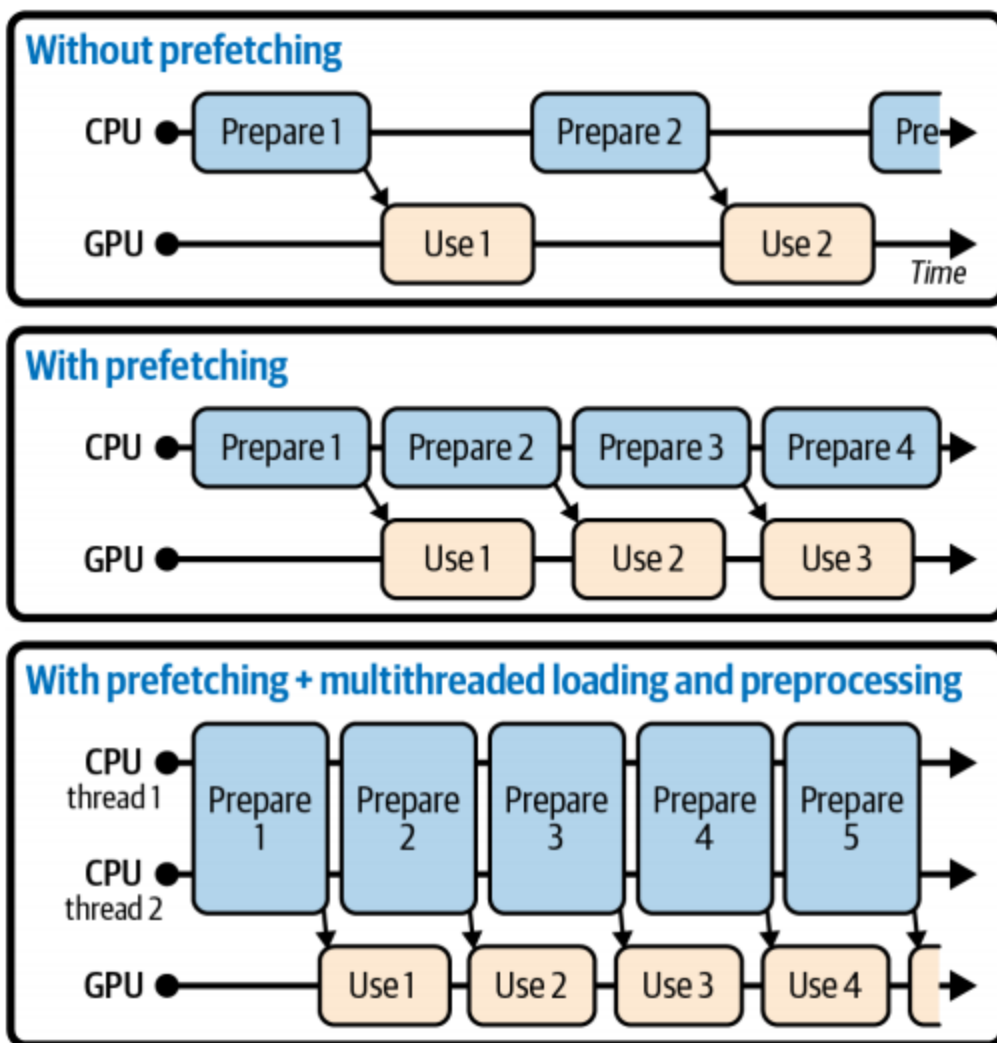 Without prefetching
CPU Prepare 1 Prepare 2 Pre
GPU Use 1 Use 2
Time
With prefetching
CPU Prepare 1 Prepare 2 Prepare 3 Prepare 4
GPU Use 1 Use 2 Use 3
With prefetching + multithreaded loading and preprocessing
CPU
thread 1
Prepare Prepare Prepare Prepare Prepare
1 2 3 4 5
CPU
thread 2
GPU Use 1 Use 2 Use 3 Use 4